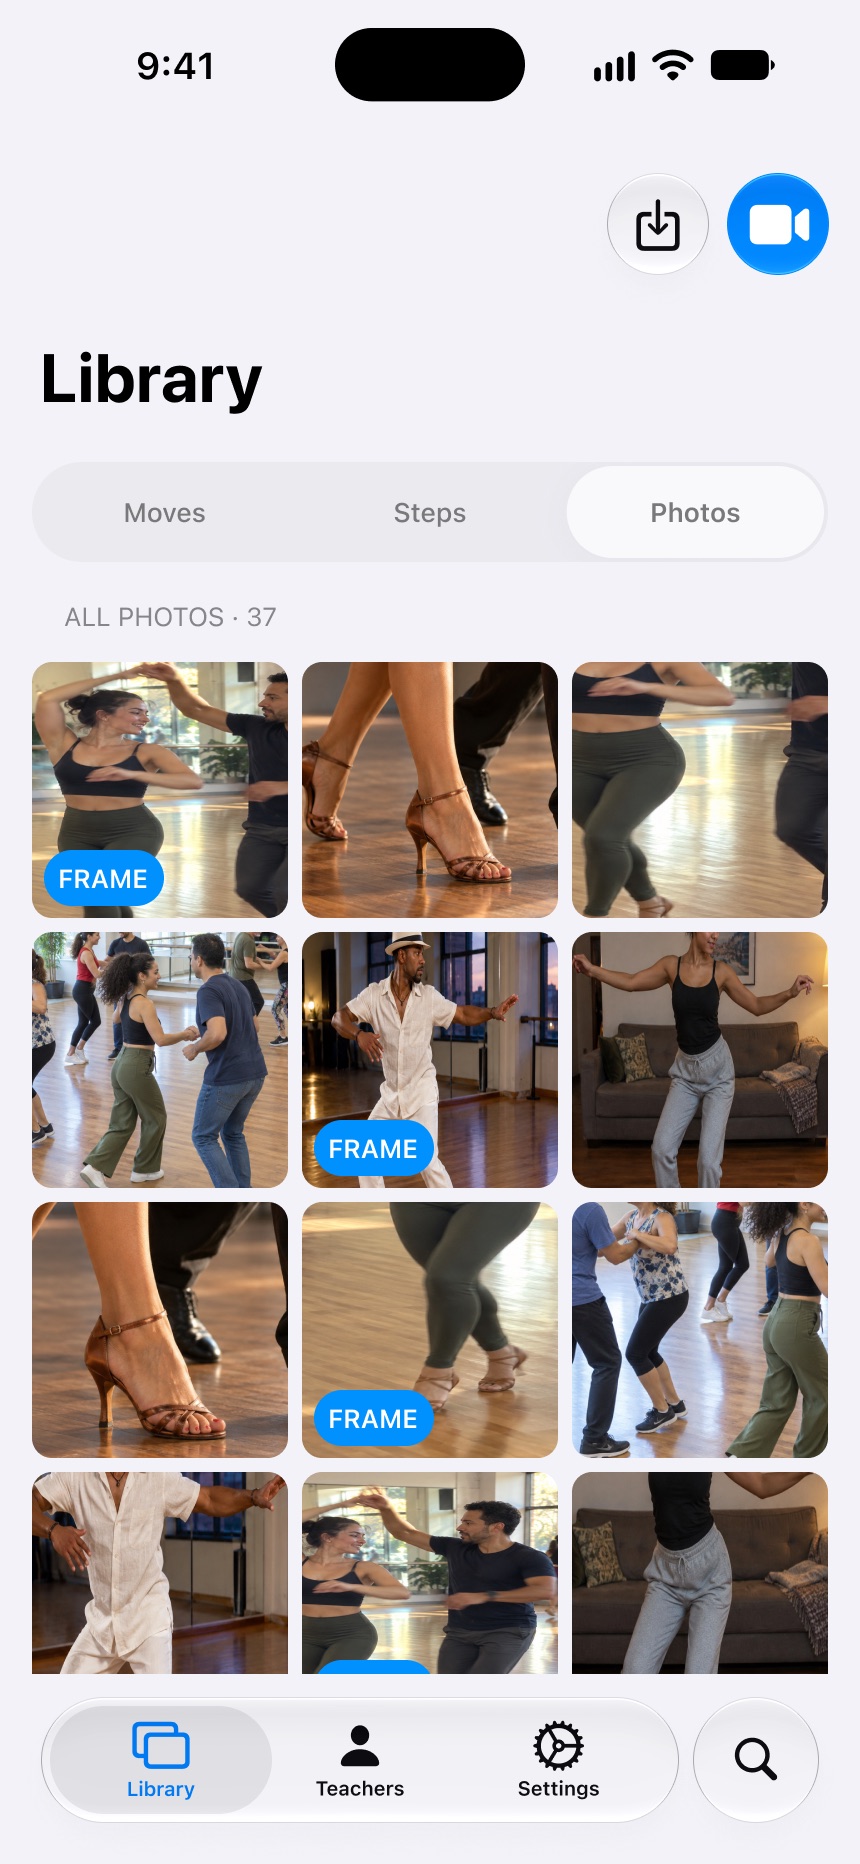 9:41
Library
Moves Steps Photos
ALL PHOTOS · 37
FRAME
FRAME
FRAME
Library Teachers Settings